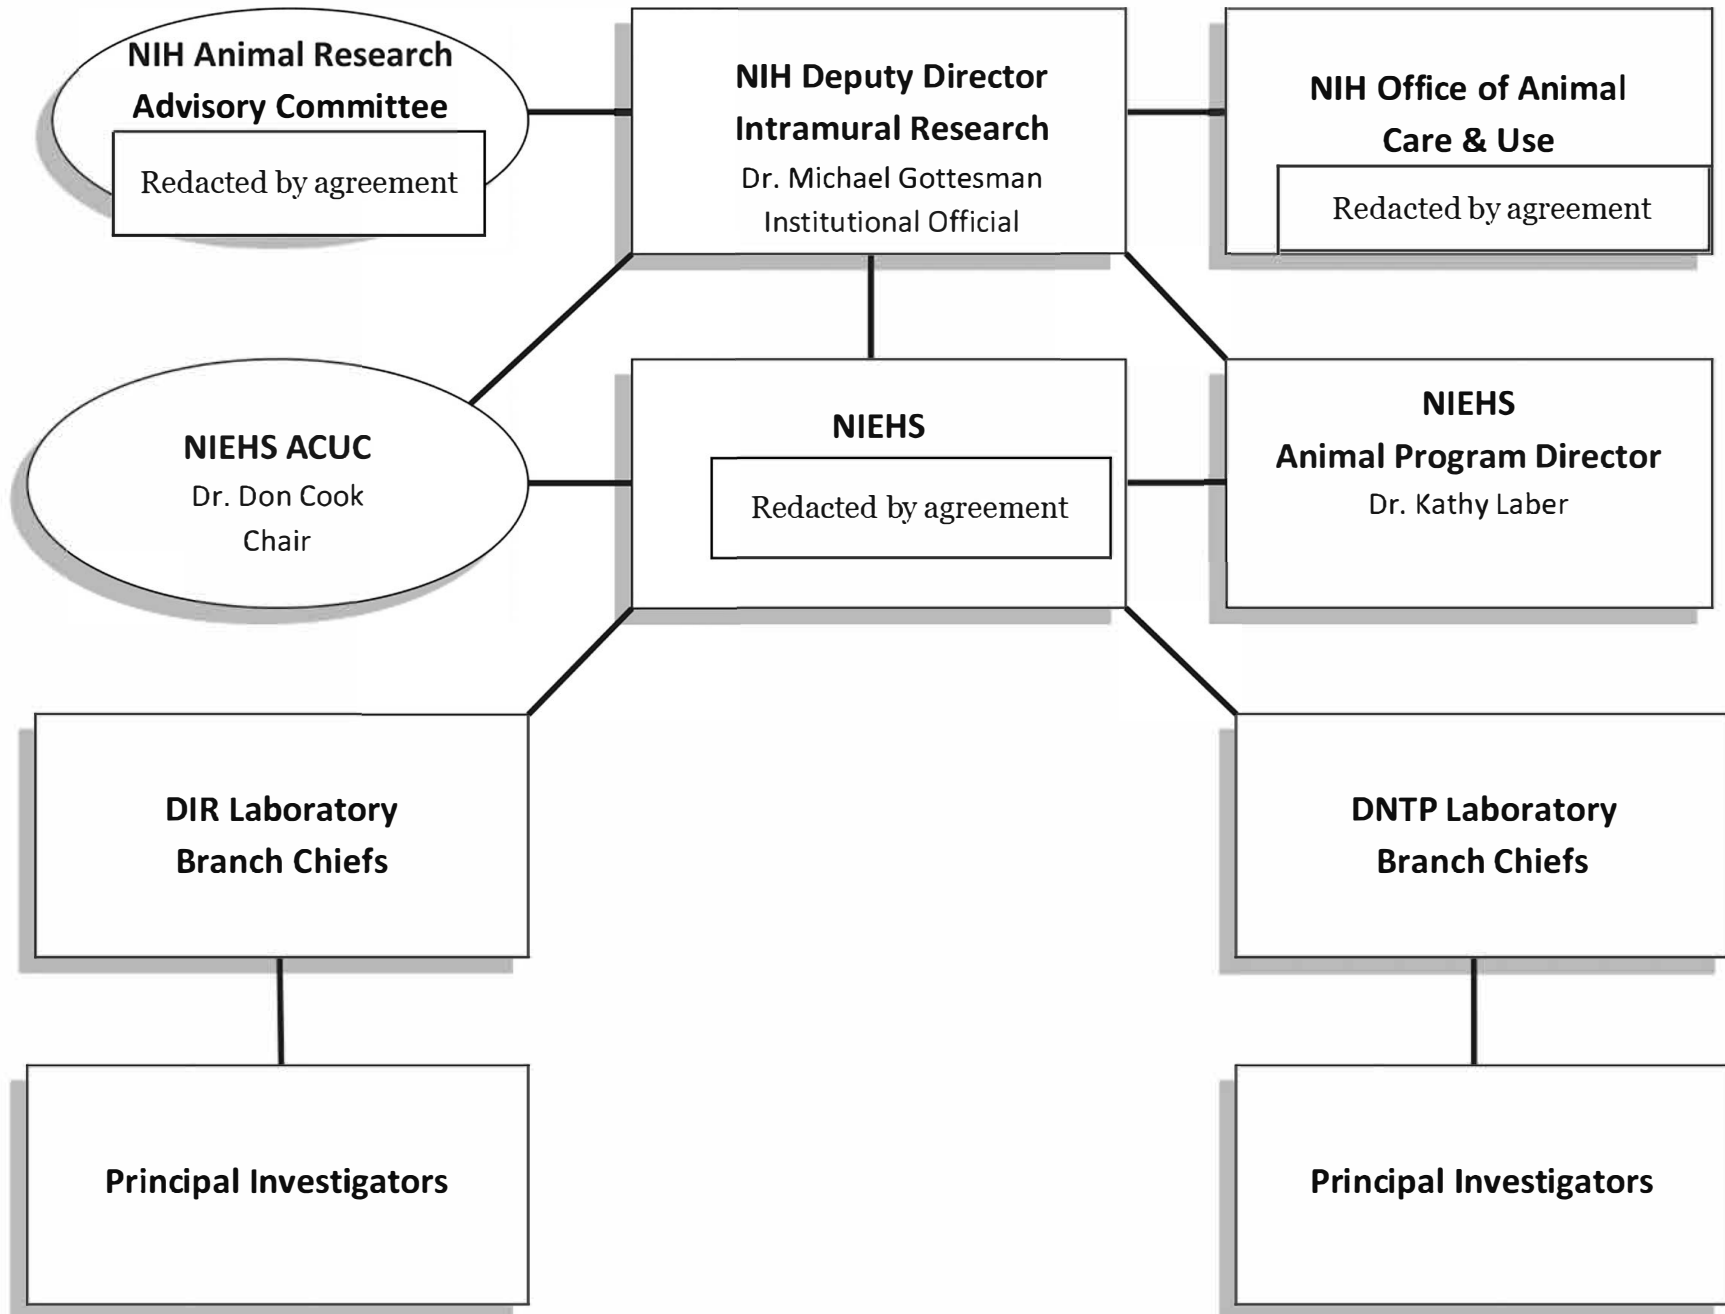 NIH Animal Research
Advisory Committee
Redacted by agreement
NIH Deputy Director
Intramural Research
Dr. Michael Gottesman
Institutional Official
NIH Office of Animal
Care & Use
Redacted by agreement
NIEHS ACUC
Dr. Don Cook
Chair
NIEHS
Redacted by agreement
NIEHS
Animal Program Director
Dr. Kathy Laber
DIR Laboratory
Branch Chiefs
DNTP Laboratory
Branch Chiefs
Principal Investigators
Principal Investigators